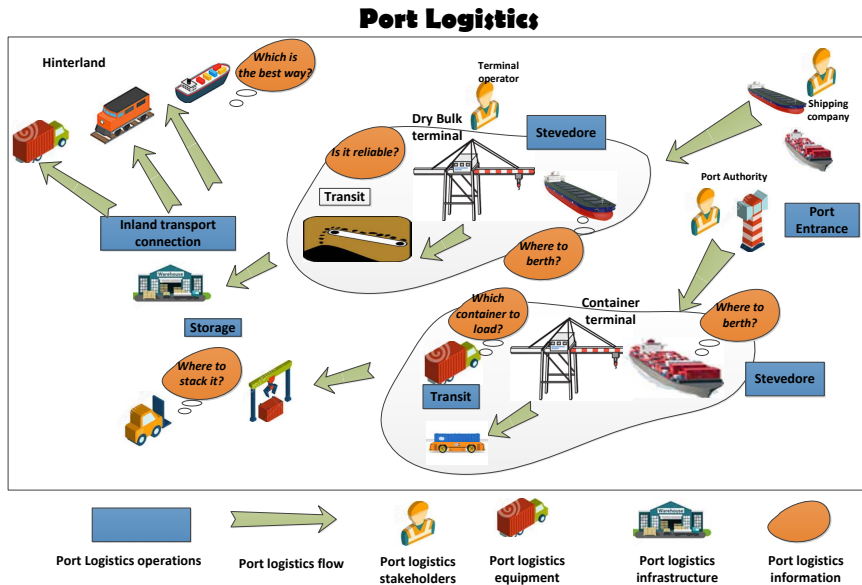 Port Logistics
Hinterland
Which is
the best way?
Terminal
operator
Shipping
company
Dry Bulk
terminal
Stevedore
Is it reliable?
Transit
Port Authority
Port
Entrance
Inland transport
connection
Where to
berth?
Warehouse
Storage
Which
container to
load?
Container
terminal
Where to
berth?
Where to
stack it?
Transit
Stevedore
Warehouse
Port Logistics operations
Port logistics flow
Port logistics
stakeholders
Port logistics
equipment
Port logistics
infrastructure
Port logistics
information